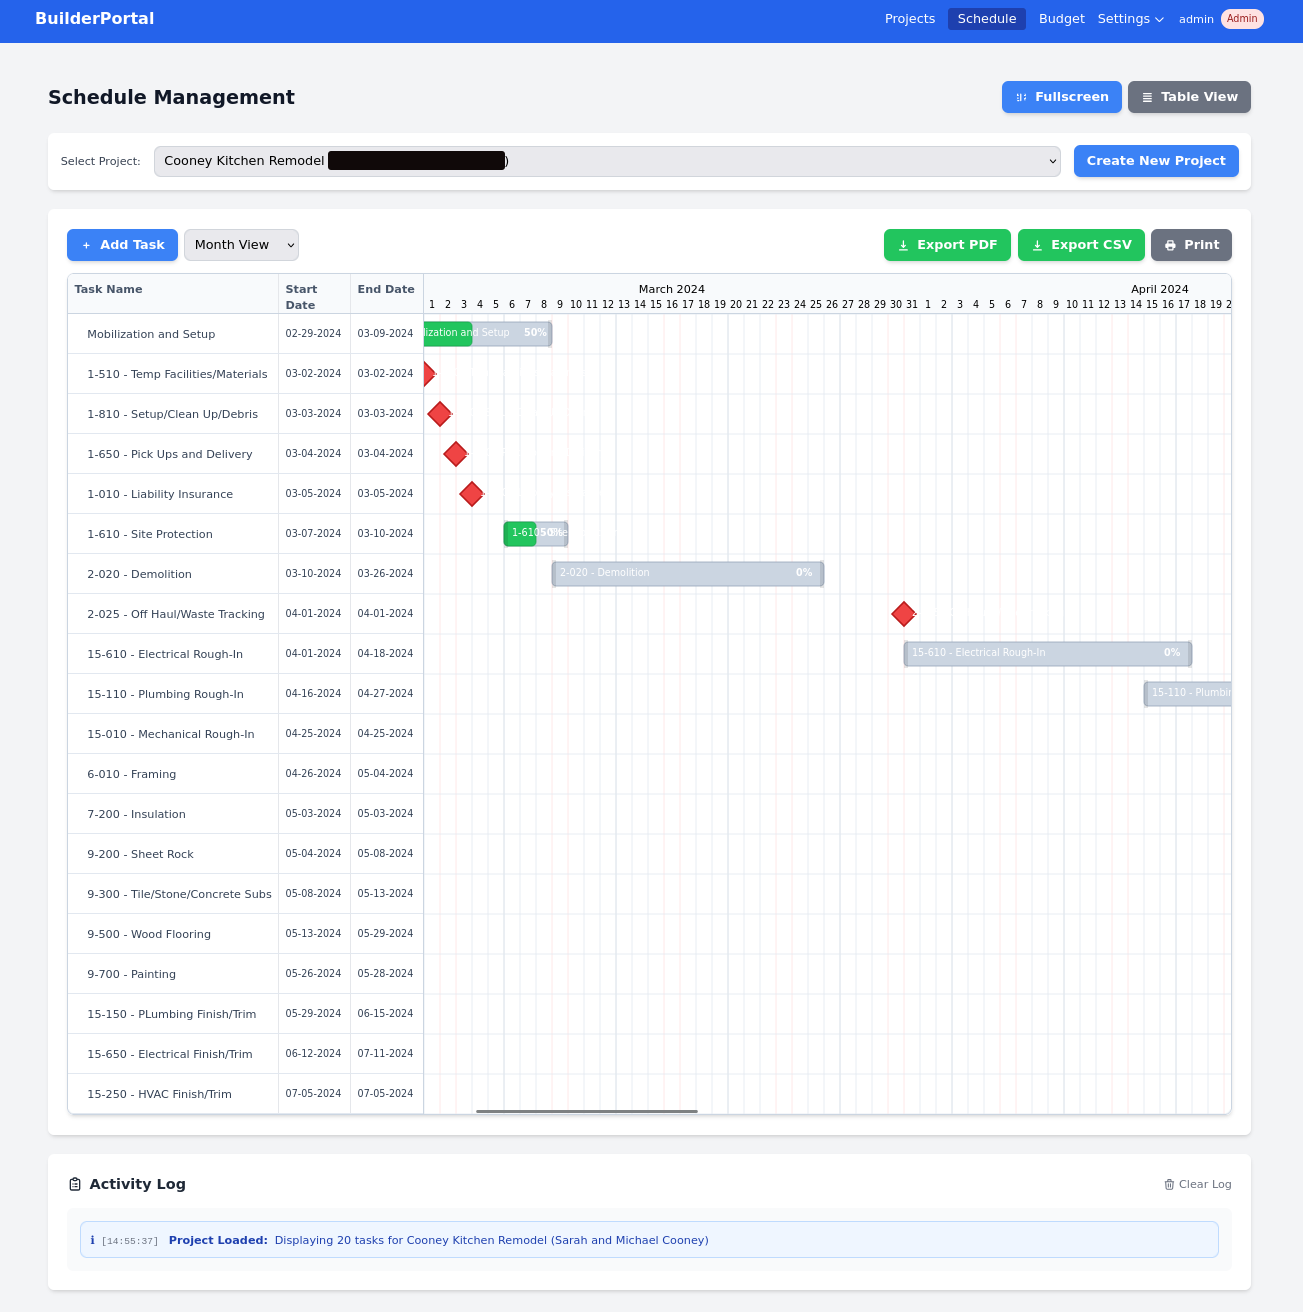 BuilderPortal
Projects Schedule Budget Settings admin Admin
Schedule Management
Fullscreen Table View
Select Project: Cooney Kitchen Remodel ) Create New Project
+ Add Task Month View Export PDF Export CSV Print
Task Name Start Date End Date March 2024 April 2024
1 2 3 4 5 6 7 8 9 10 11 12 13 14 15 16 17 18 19 20 21 22 23 24 25 26 27 28 29 30 31 1 2 3 4 5 6 7 8 9 10 11 12 13 14 15 16 17 18 19 2
Mobilization and Setup 02-29-2024 03-09-2024 lization and Setup 50%
1-510 - Temp Facilities/Materials 03-02-2024 03-02-2024
1-810 - Setup/Clean Up/Debris 03-03-2024 03-03-2024
1-650 - Pick Ups and Delivery 03-04-2024 03-04-2024
1-010 - Liability Insurance 03-05-2024 03-05-2024
1-610 - Site Protection 03-07-2024 03-10-2024 1-610 50%
2-020 - Demolition 03-10-2024 03-26-2024 2-020 - Demolition 0%
2-025 - Off Haul/Waste Tracking 04-01-2024 04-01-2024
15-610 - Electrical Rough-In 04-01-2024 04-18-2024 15-610 - Electrical Rough-In 0%
15-110 - Plumbing Rough-In 04-16-2024 04-27-2024 15-110 - Plumbin
15-010 - Mechanical Rough-In 04-25-2024 04-25-2024
6-010 - Framing 04-26-2024 05-04-2024
7-200 - Insulation 05-03-2024 05-03-2024
9-200 - Sheet Rock 05-04-2024 05-08-2024
9-300 - Tile/Stone/Concrete Subs 05-08-2024 05-13-2024
9-500 - Wood Flooring 05-13-2024 05-29-2024
9-700 - Painting 05-26-2024 05-28-2024
15-150 - PLumbing Finish/Trim 05-29-2024 06-15-2024
15-650 - Electrical Finish/Trim 06-12-2024 07-11-2024
15-250 - HVAC Finish/Trim 07-05-2024 07-05-2024
Activity Log Clear Log
i [14:55:37] Project Loaded: Displaying 20 tasks for Cooney Kitchen Remodel (Sarah and Michael Cooney)